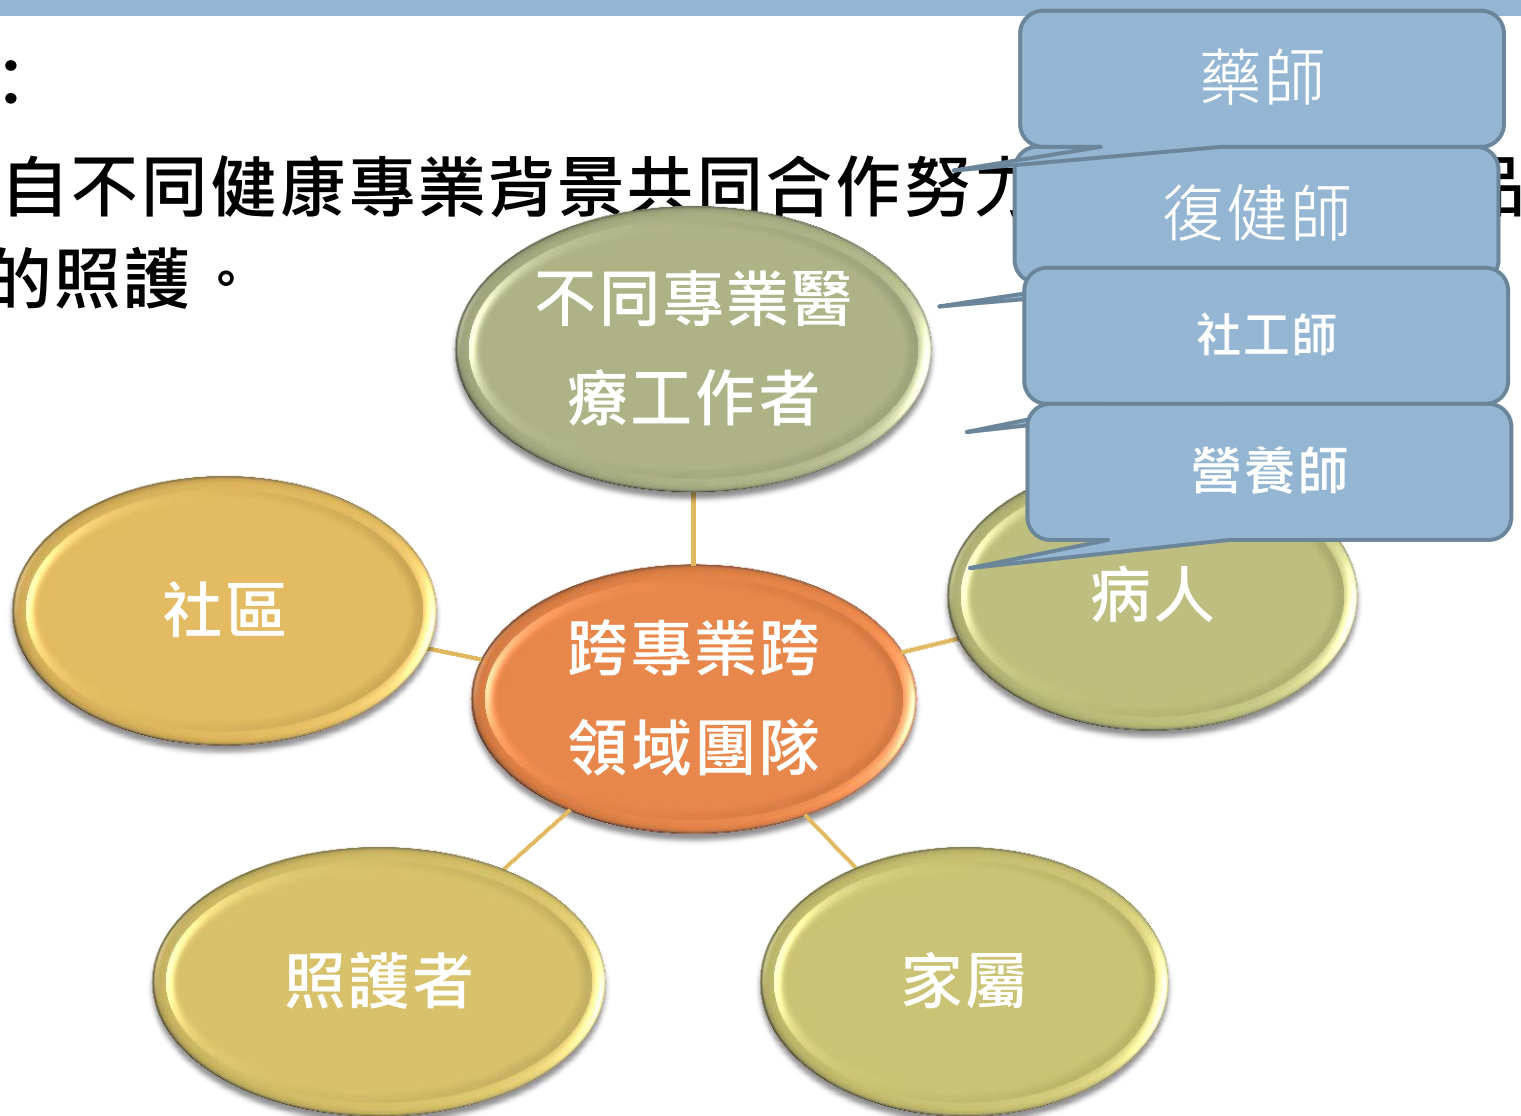 ：
自不同健康專業背景共同合作努
的照護。
藥師
復健師
社工師
營養師
不同專業醫
療工作者
社區
跨專業跨
領域團隊
病人
照護者
家屬